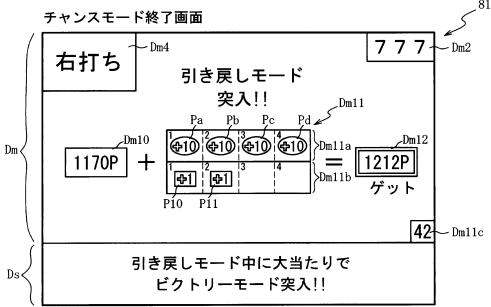 チャンスモード終了画面
81
右打ち
Dm4
7 7 7
Dm2
引き戻しモード
突入!!
Dm
Pa
Pb
Pc
Pd
Dm11
Dm10
1170P
+
1
+10
2
+10
3
+10
4
+10
Dm11a
1
+1
2
+1
3
4
Dm11b
P10
P11
=
Dm12
1212P
ゲット
42
Dm11c
Ds
引き戻しモード中に大当たりで
ビクトリーモード突入!!